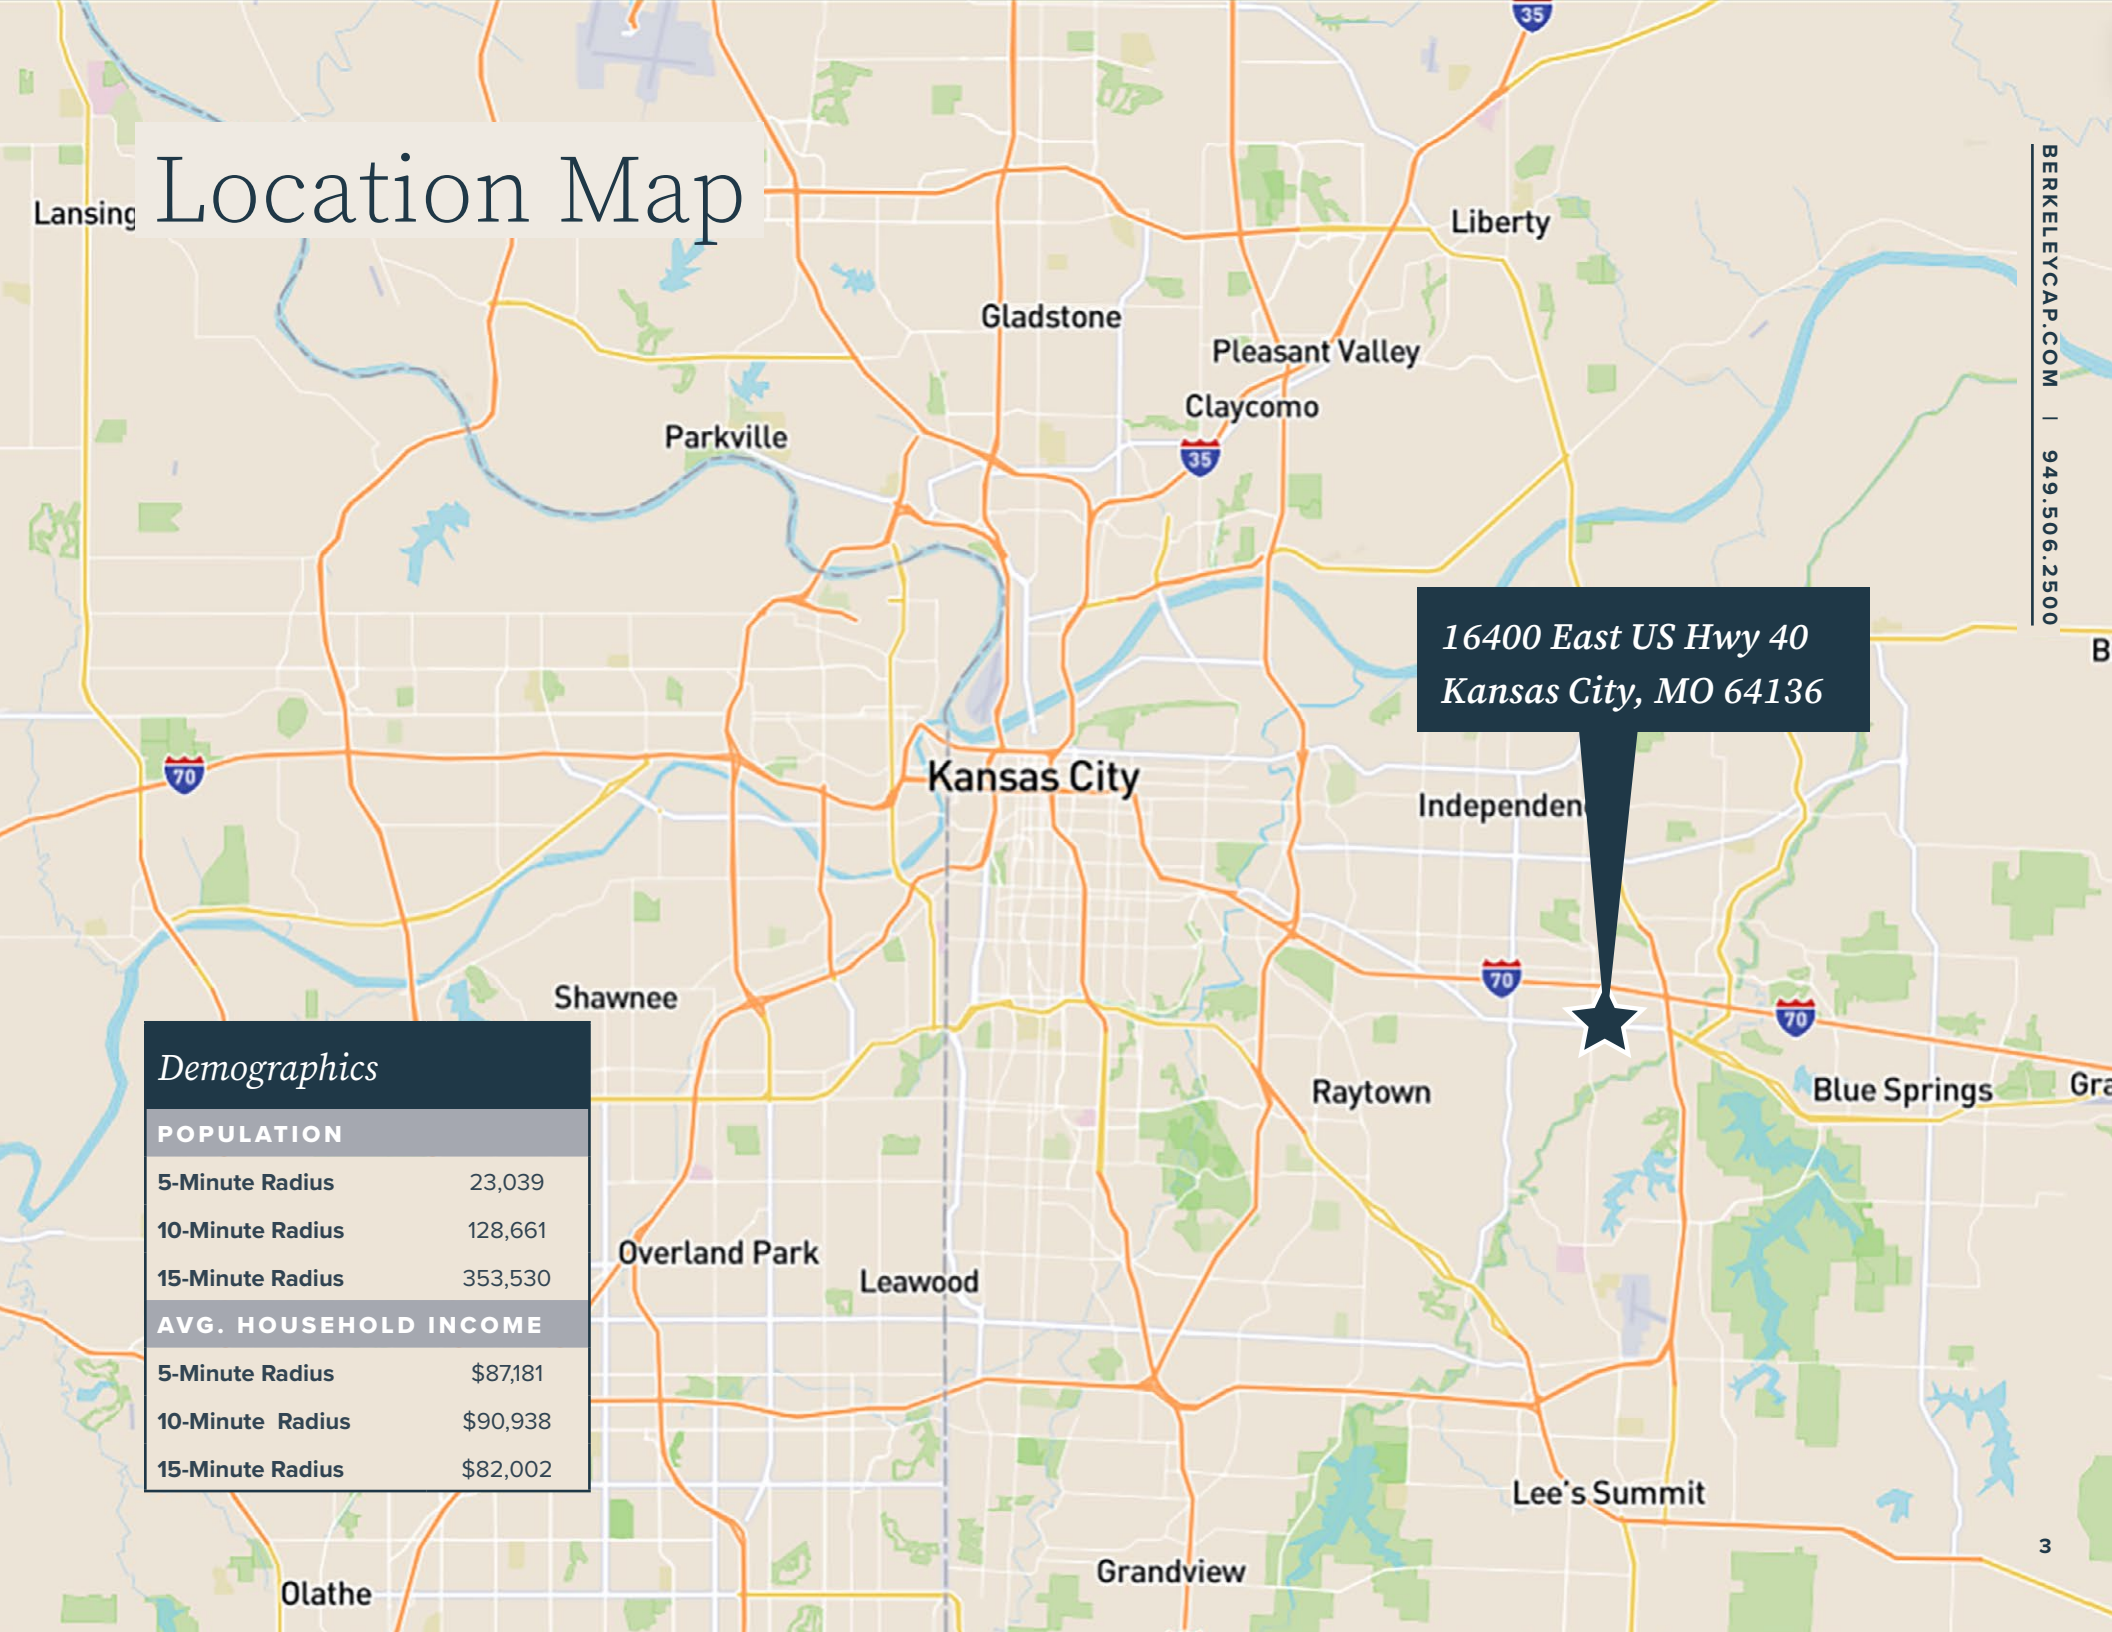 35
BERKELEYCAP.COM | 949.506.2500
Location Map
Lansing
Liberty
Gladstone
Pleasant Valley
Claycomo
Parkville
35
16400 East US Hwy 40
Kansas City, MO 64136
B
70
Kansas City
Independen
70
Shawnee
70
Raytown
Blue Springs
Gra
Demographics
POPULATION
5-Minute Radius 23,039
10-Minute Radius 128,661
15-Minute Radius 353,530
AVG. HOUSEHOLD INCOME
5-Minute Radius $87,181
10-Minute Radius $90,938
15-Minute Radius $82,002
Overland Park
Leawood
Lee's Summit
3
Grandview
Olathe